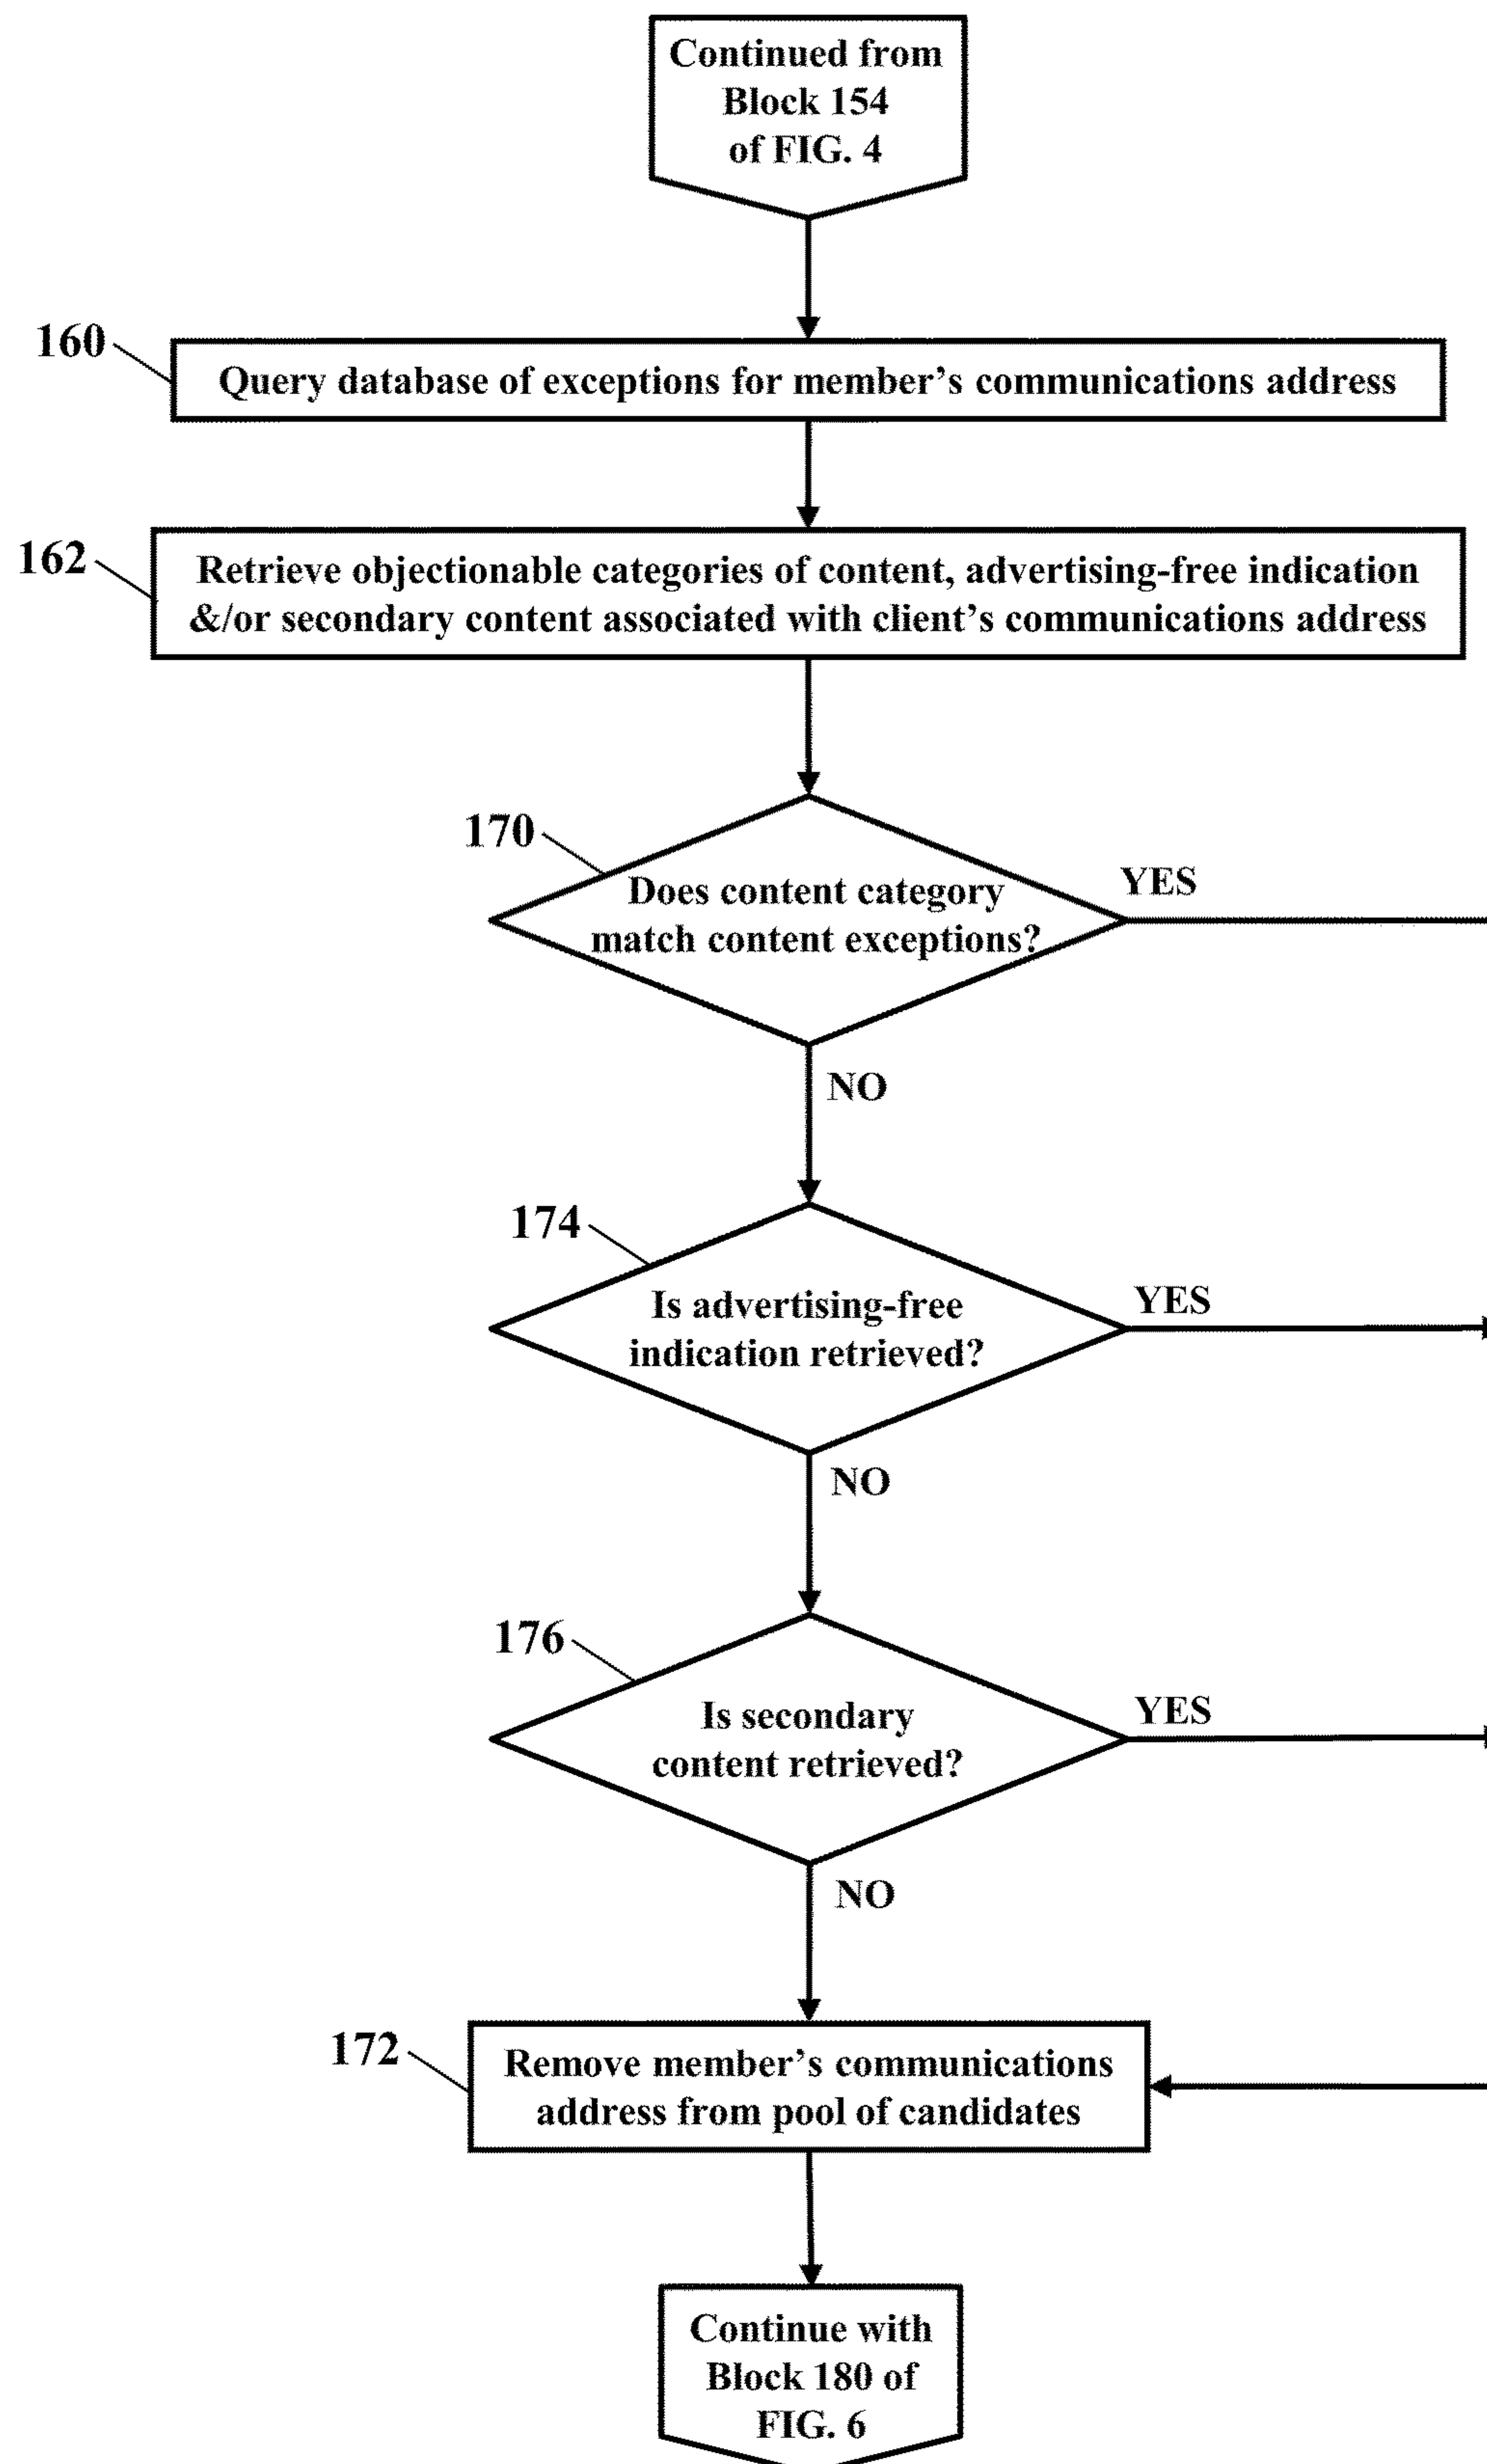 Continued from
Block 154
of FIG. 4
160
Query database of exceptions for member's communications address
162
Retrieve objectionable categories of content, advertising-free indication
&/or secondary content associated with client's communications address
170
Does content category
match content exceptions?
YES
NO
174
Is advertising-free
indication retrieved?
YES
NO
176
Is secondary
content retrieved?
YES
NO
172
Remove member's communications
address from pool of candidates
Continue with
Block 180 of
FIG. 6